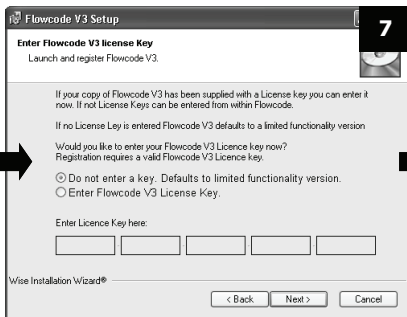 Flowcode V3 Setup
7
Enter Flowcode V3 license Key
Launch and register Flowcode V3.
If your copy of Flowcode V3 has been supplied with a License key you can enter it
now. If not License Keys can be entered from within Flowcode.
If no License Ley is entered Flowcode V3 defaults to a limited functionality version
Would you like to enter your Flowcode V3 Licence key now?
Registration requires a valid Flowcode V3 Licence key.
Do not enter a key. Defaults to limited functionality version.
Enter Flowcode V3 License Key.
Enter Licence Key here:
Wise Installation Wizard®
< Back Next > Cancel